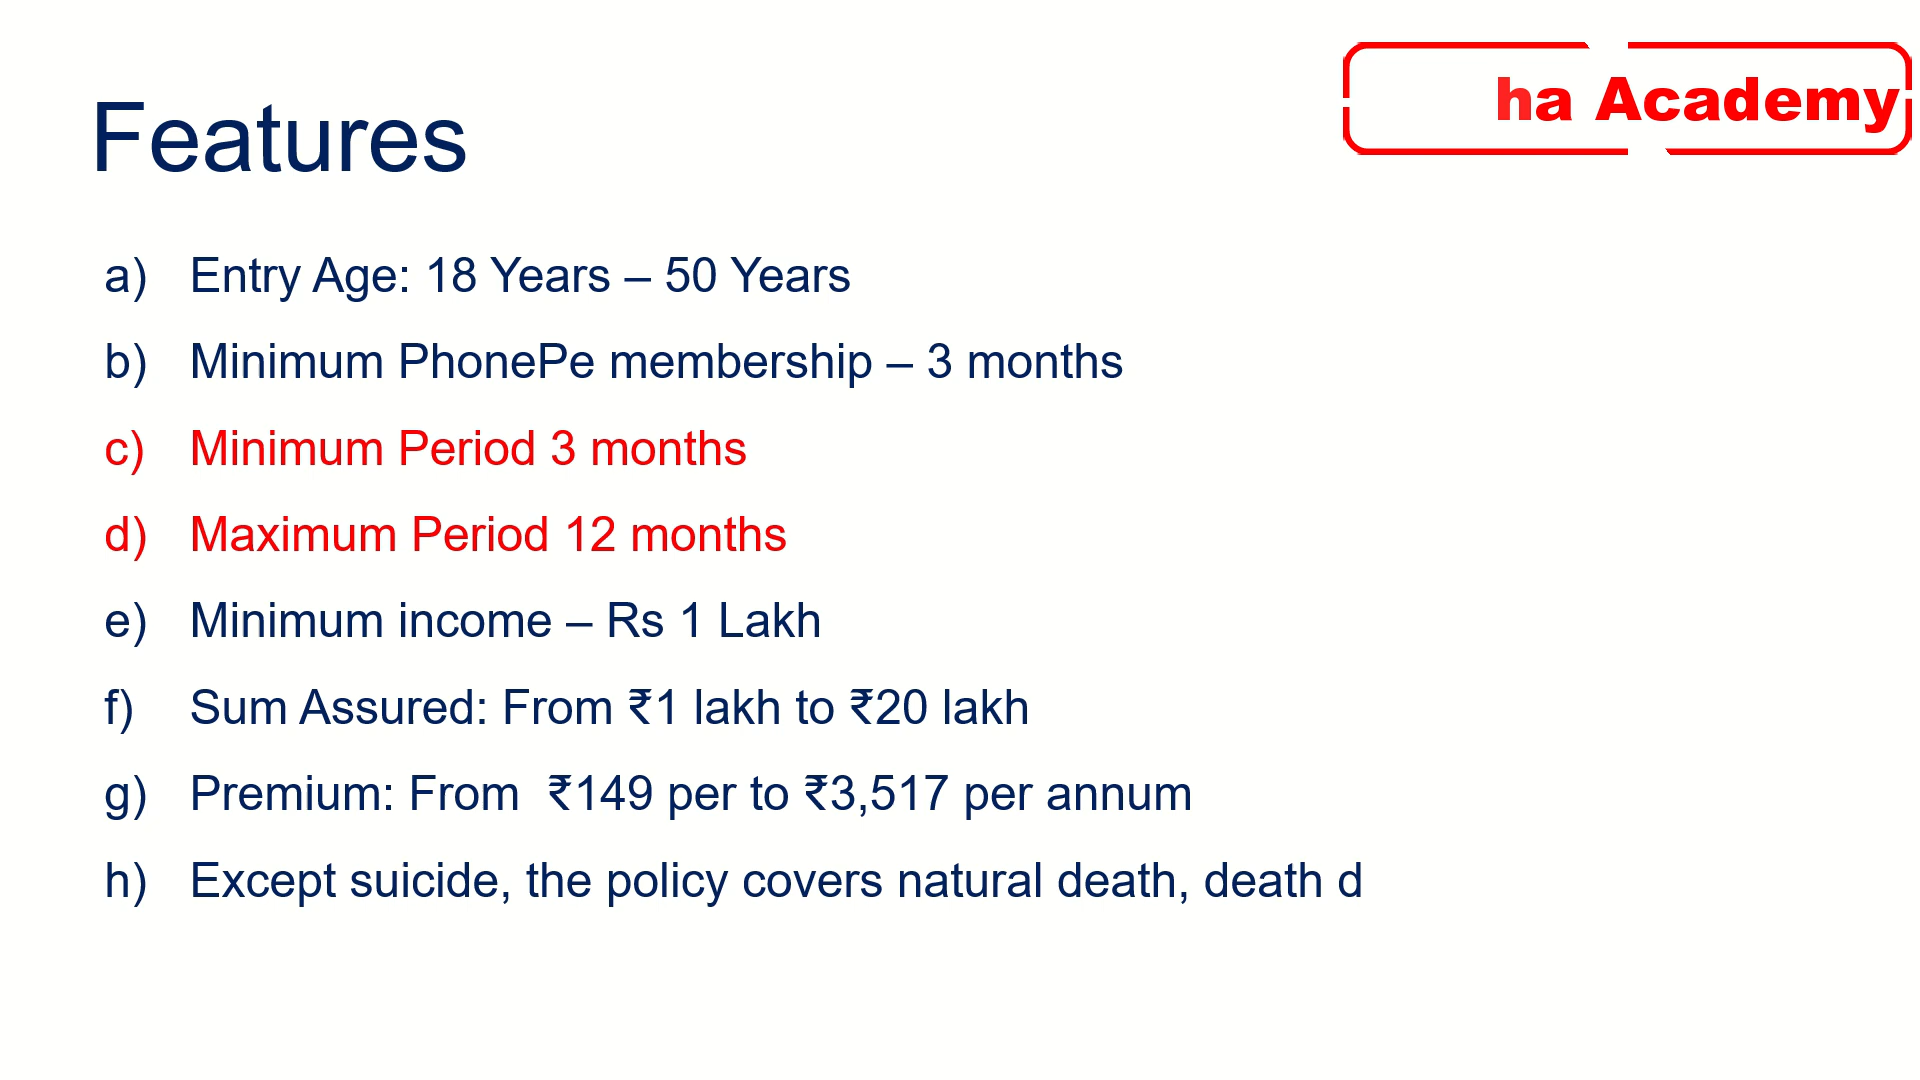 ha Academy
Features
a) Entry Age: 18 Years – 50 Years
b) Minimum PhonePe membership – 3 months
c) Minimum Period 3 months
d) Maximum Period 12 months
e) Minimum income – Rs 1 Lakh
f) Sum Assured: From ₹1 lakh to ₹20 lakh
g) Premium: From ₹149 per to ₹3,517 per annum
h) Except suicide, the policy covers natural death, death d